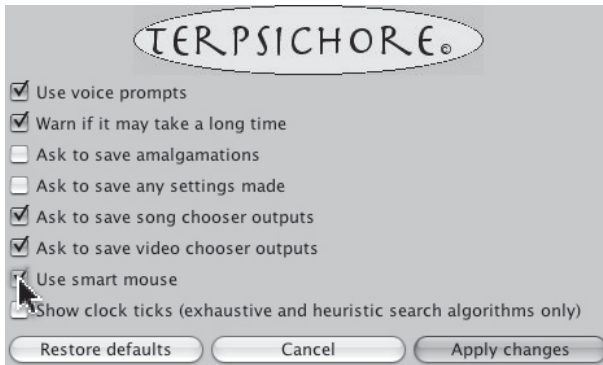 TERPSICHORE©
Use voice prompts
Warn if it may take a long time
Ask to save amalgamations
Ask to save any settings made
Ask to save song chooser outputs
Ask to save video chooser outputs
Use smart mouse
Show clock ticks (exhaustive and heuristic search algorithms only)
Restore defaults Cancel Apply changes